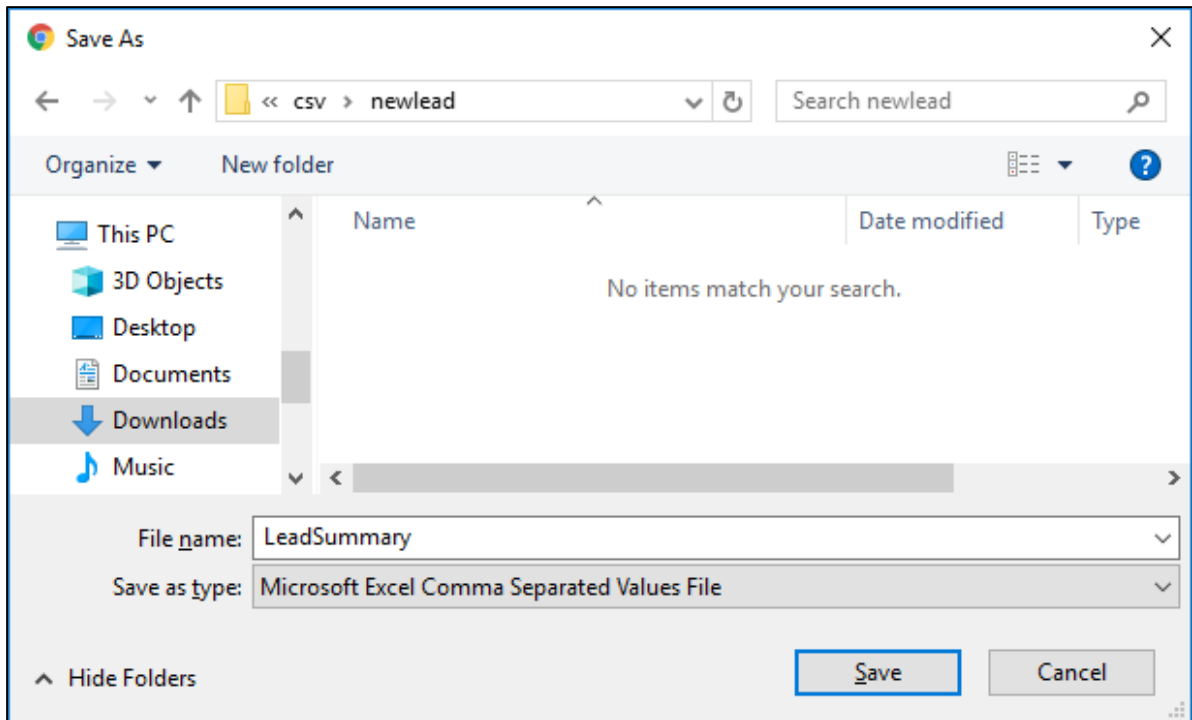 Save As
« csv > newlead
Search newlead
Organize
New folder
?
Name
Date modified
Type
This PC
3D Objects
Desktop
Documents
Downloads
Music
No items match your search.
File name: LeadSummary
Save as type: Microsoft Excel Comma Separated Values File
Hide Folders
Save
Cancel